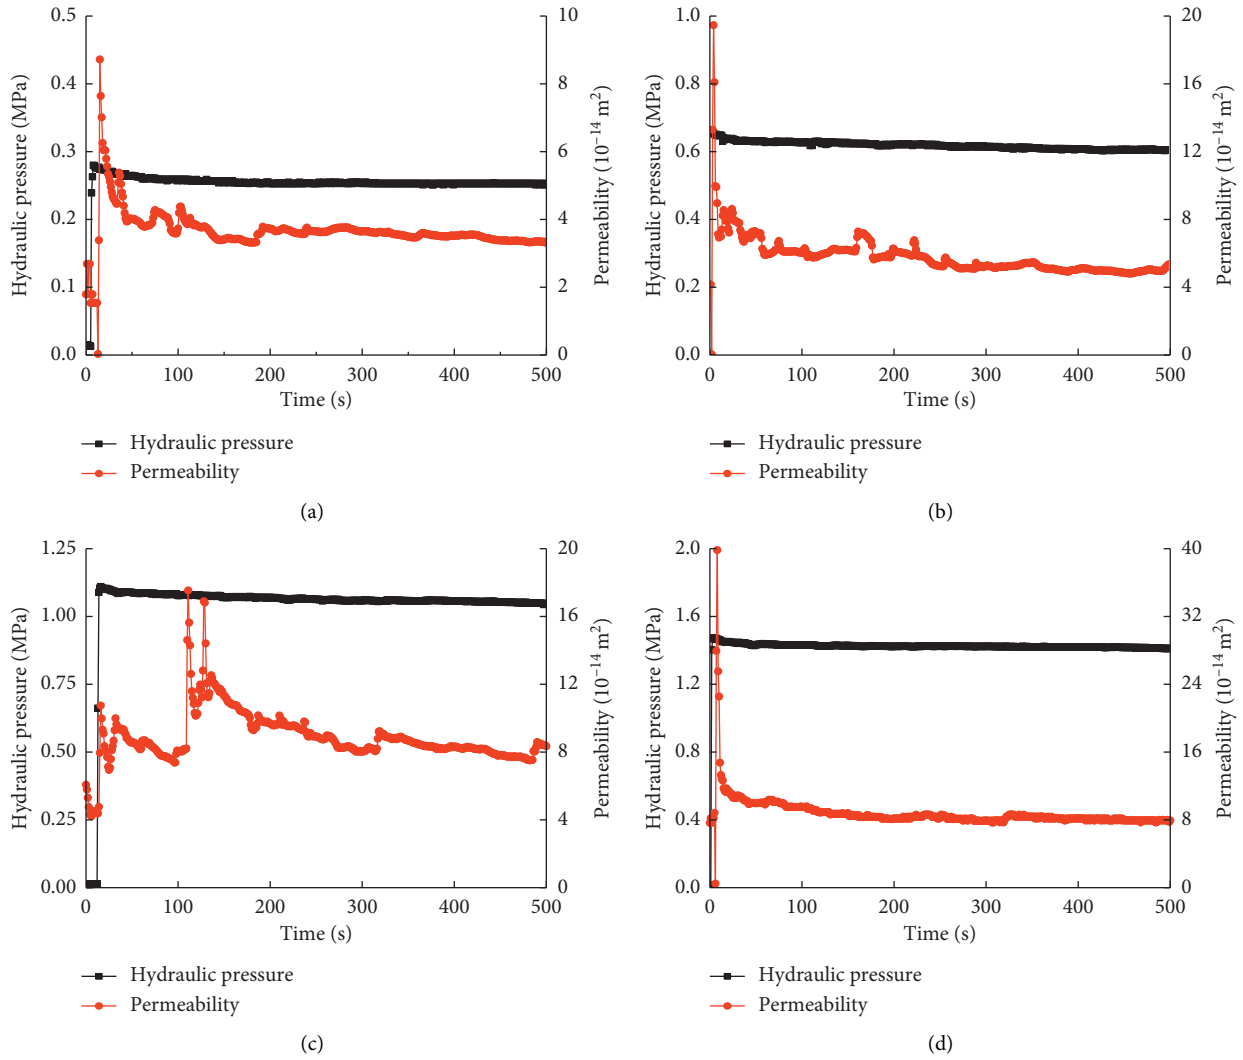 0.5
0.4
0.3
0.2
0.1
0.0
Hydraulic pressure (MPa)
10
8
6
4
2
0
Permeability (10⁻¹⁴ m²)
0 100 200 300 400 500
Time (s)
Hydraulic pressure
Permeability
(a)
1.0
0.8
0.6
0.4
0.2
0.0
Hydraulic pressure (MPa)
20
16
12
8
4
0
Permeability (10⁻¹⁴ m²)
0 100 200 300 400 500
Time (s)
Hydraulic pressure
Permeability
(b)
1.25
1.00
0.75
0.50
0.25
0.00
Hydraulic pressure (MPa)
20
16
12
8
4
0
Permeability (10⁻¹⁴ m²)
0 100 200 300 400 500
Time (s)
Hydraulic pressure
Permeability
(c)
2.0
1.6
1.2
0.8
0.4
0.0
Hydraulic pressure (MPa)
40
32
24
16
8
0
Permeability (10⁻¹⁴ m²)
0 100 200 300 400 500
Time (s)
Hydraulic pressure
Permeability
(d)